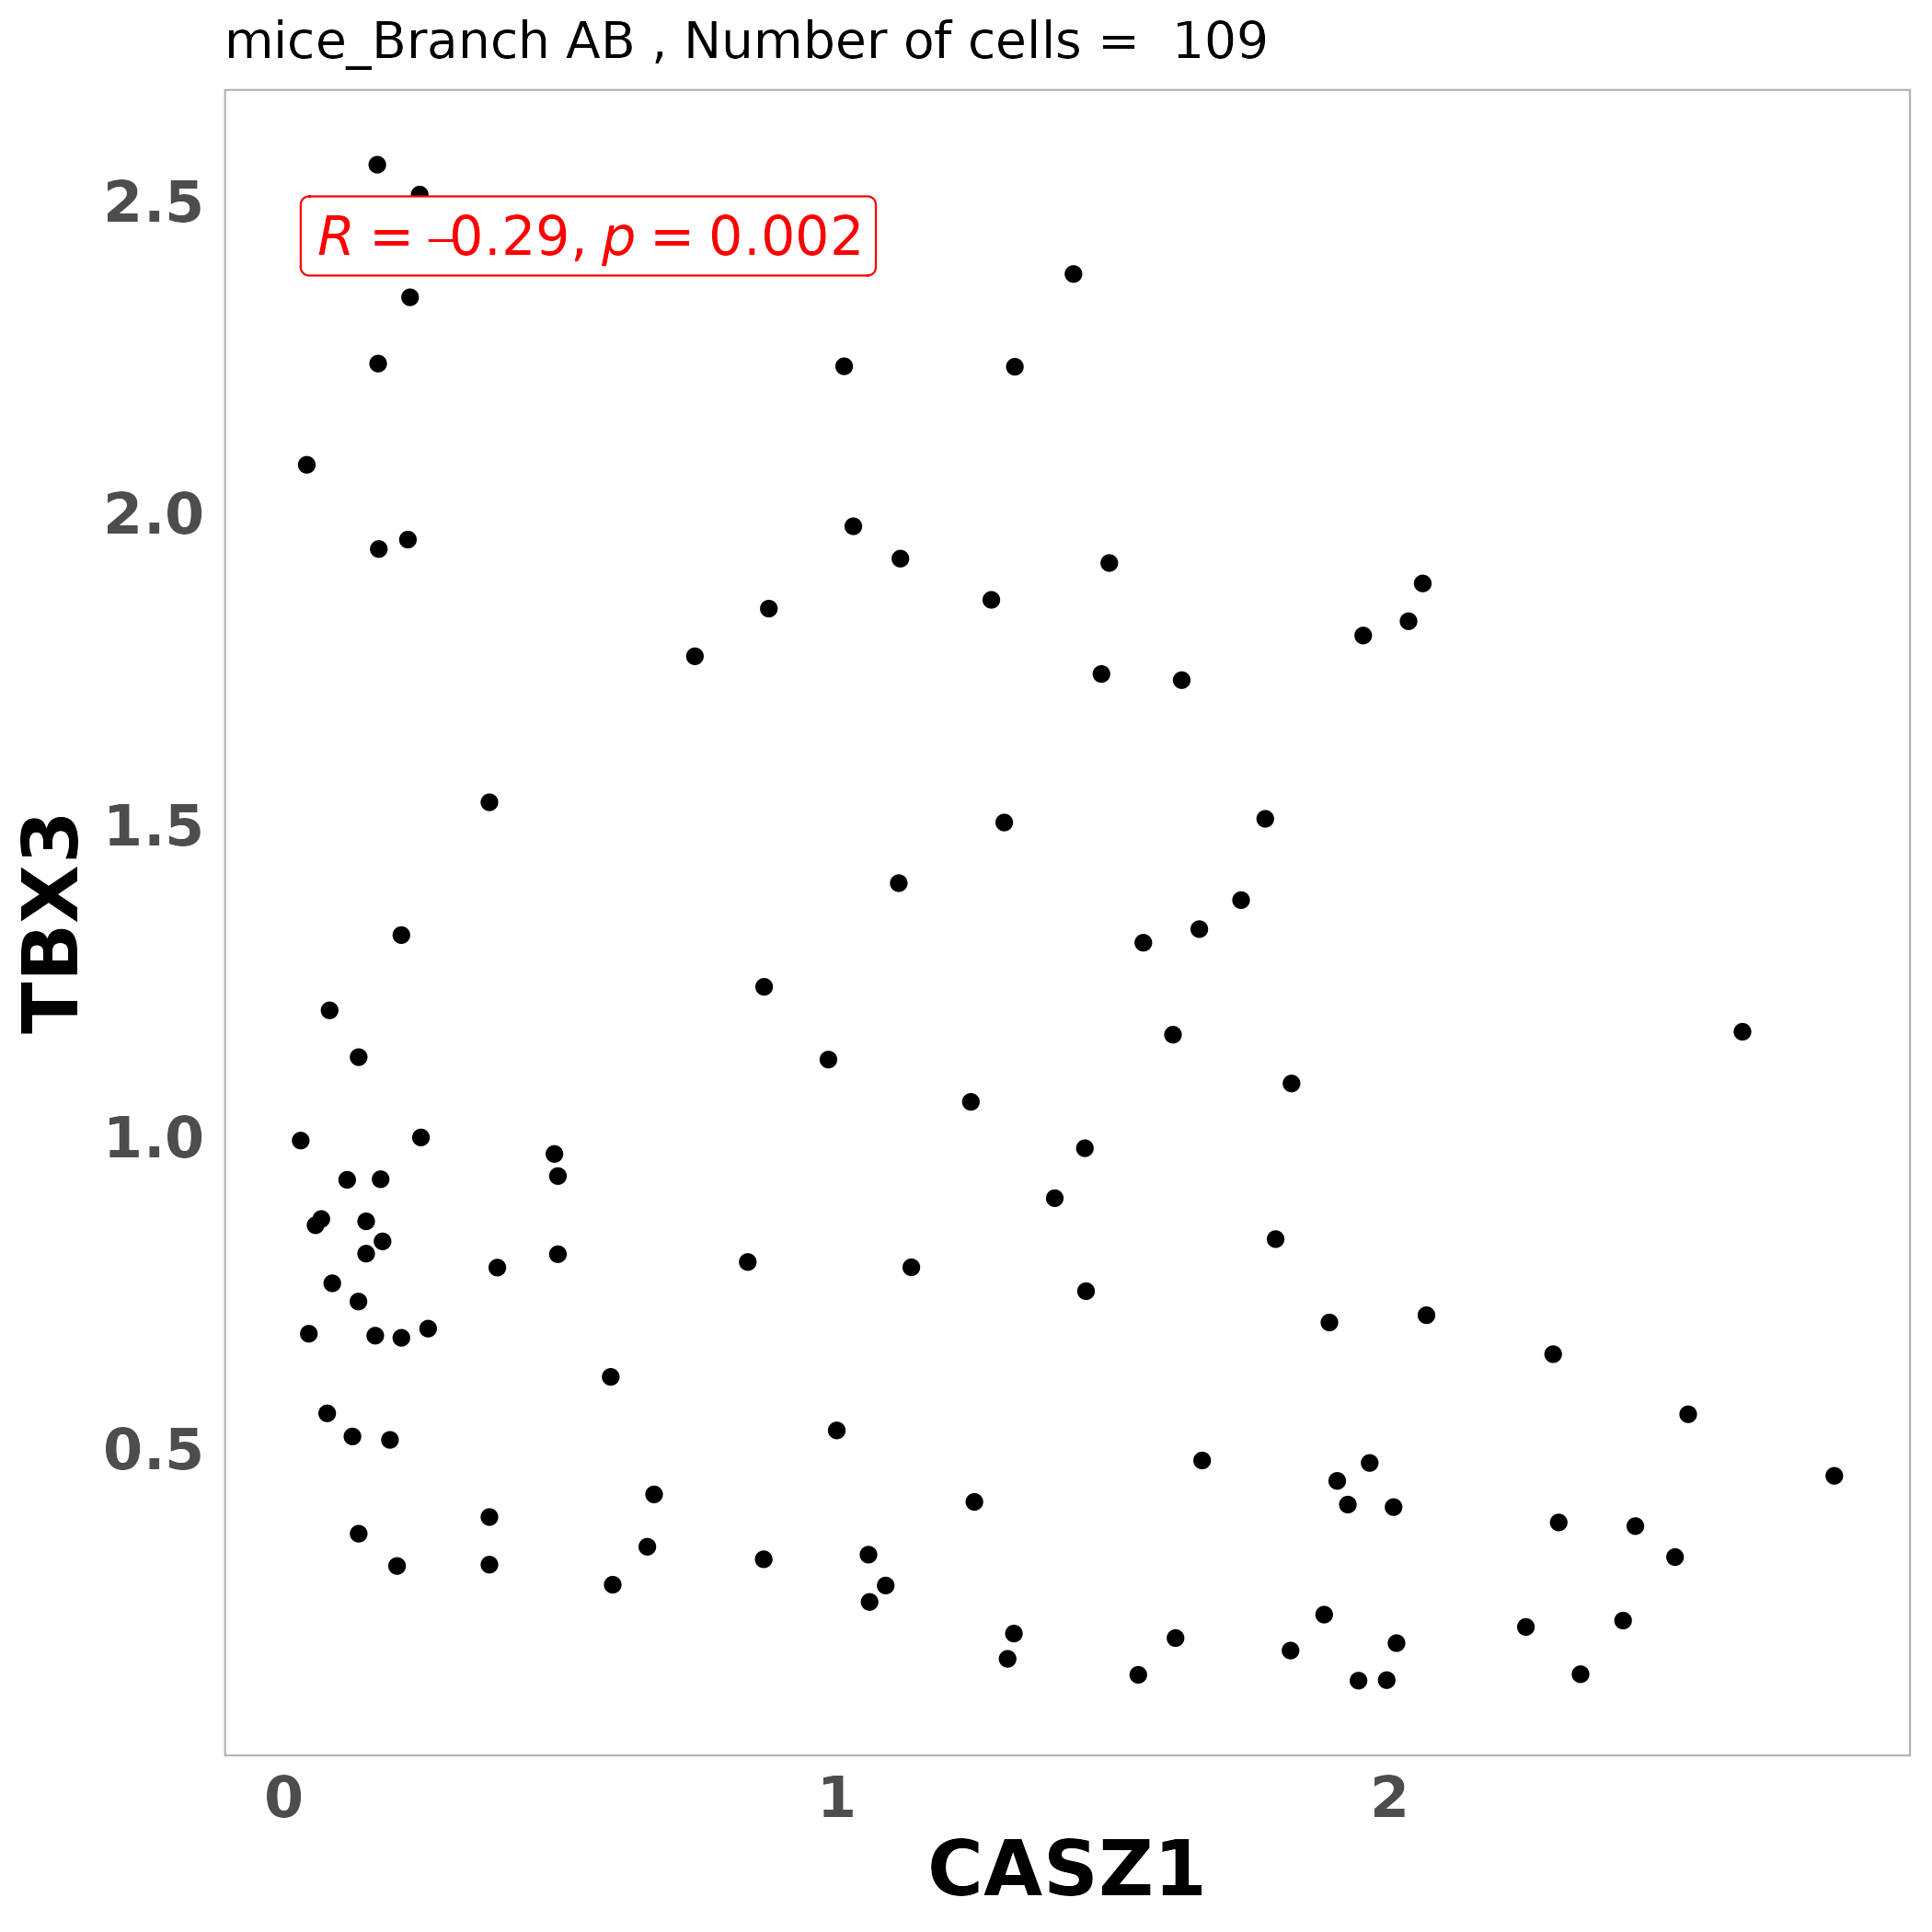 mice_Branch AB , Number of cells =  109
R = –0.29, p = 0.002
2.5
2.0
1.5
1.0
0.5
TBX3
0 1 2
CASZ1